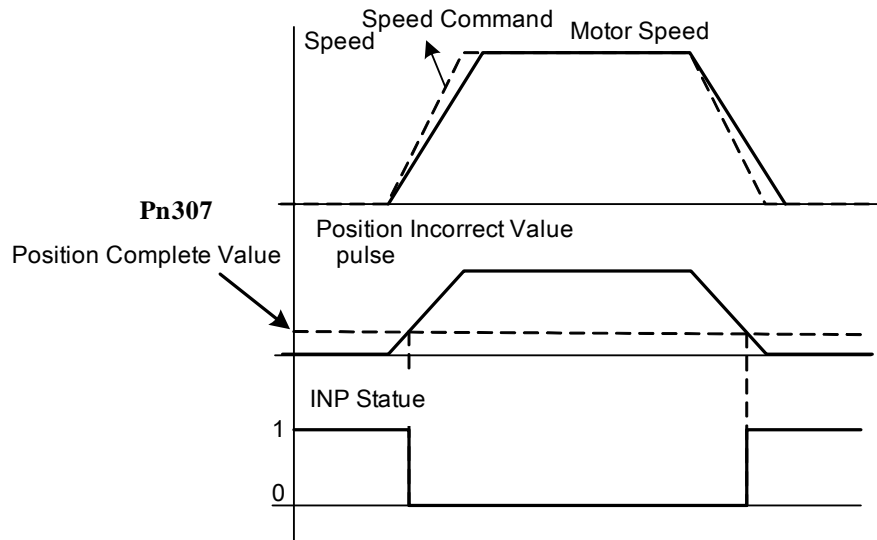 Speed Command
Speed
Motor Speed
Pn307
Position Incorrect Value
pulse
Position Complete Value
INP Statue
1
0